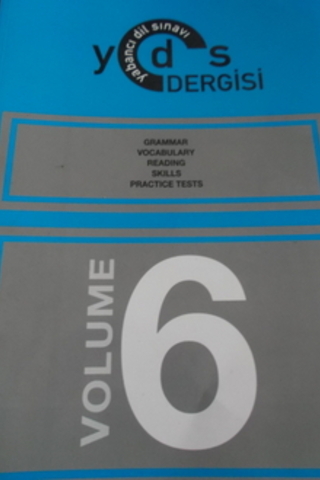 yabancı dil sınavı
yds
DERGİSİ
GRAMMAR
VOCABULARY
READING
SKILLS
PRACTICE TESTS
VOLUME
6